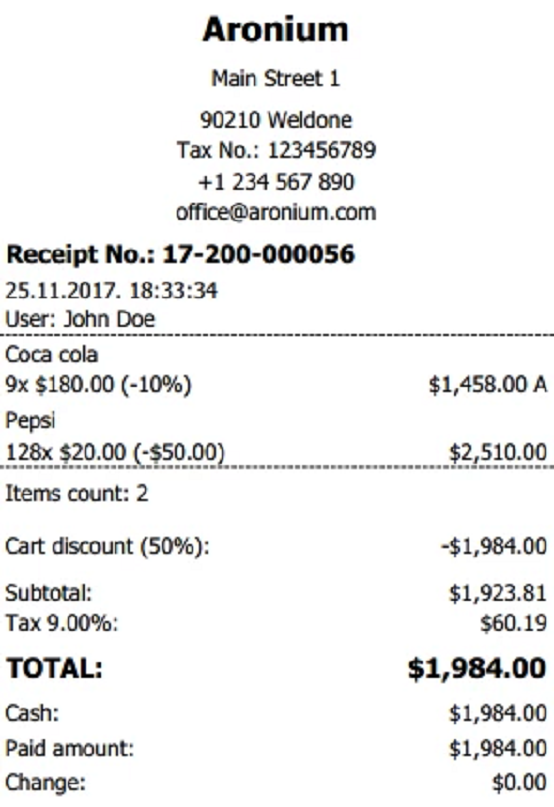 Aronium
Main Street 1
90210 Weldone
Tax No.: 123456789
+1 234 567 890
office@aronium.com
Receipt No.: 17-200-000056
25.11.2017. 18:33:34
User: John Doe
Coca cola
9x $180.00 (-10%) $1,458.00 A
Pepsi
128x $20.00 (-$50.00) $2,510.00
Items count: 2
Cart discount (50%): -$1,984.00
Subtotal: $1,923.81
Tax 9.00%: $60.19
TOTAL: $1,984.00
Cash: $1,984.00
Paid amount: $1,984.00
Change: $0.00